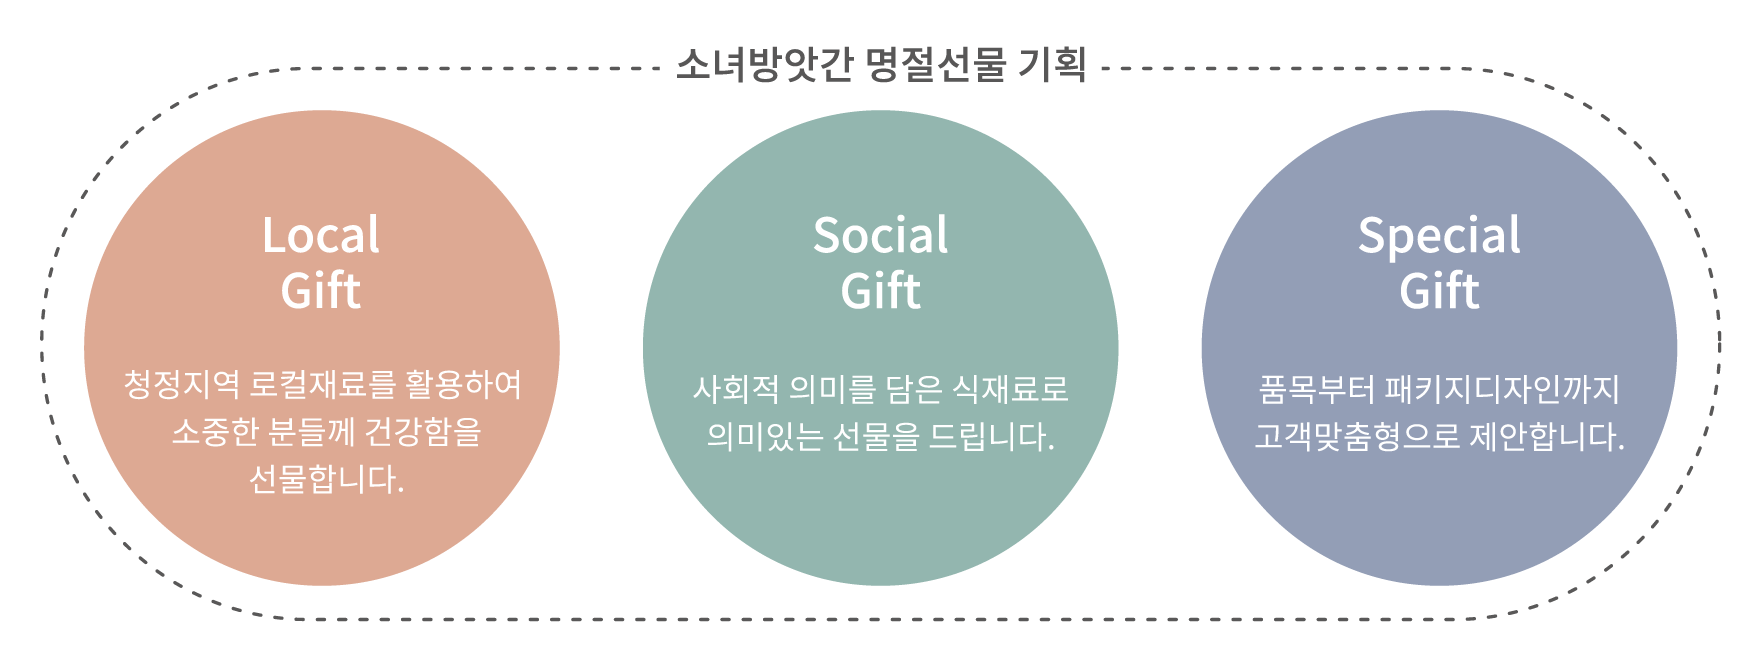 소녀방앗간 명절선물 기획
Local
Gift
청정지역 로컬재료를 활용하여
소중한 분들께 건강함을
선물합니다.
Social
Gift
사회적 의미를 담은 식재료로
의미있는 선물을 드립니다.
Special
Gift
품목부터 패키지디자인까지
고객맞춤형으로 제안합니다.